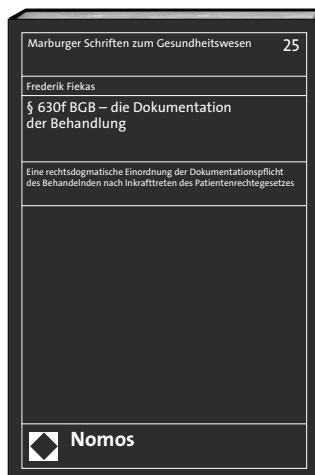 Marburger Schriften zum Gesundheitswesen 25
Frederik Fiekas
§ 630f BGB – die Dokumentation
der Behandlung
Eine rechtsdogmatische Einordnung der Dokumentationspflicht
des Behandelnden nach Inkrafttreten des Patientenrechtegesetzes
Nomos